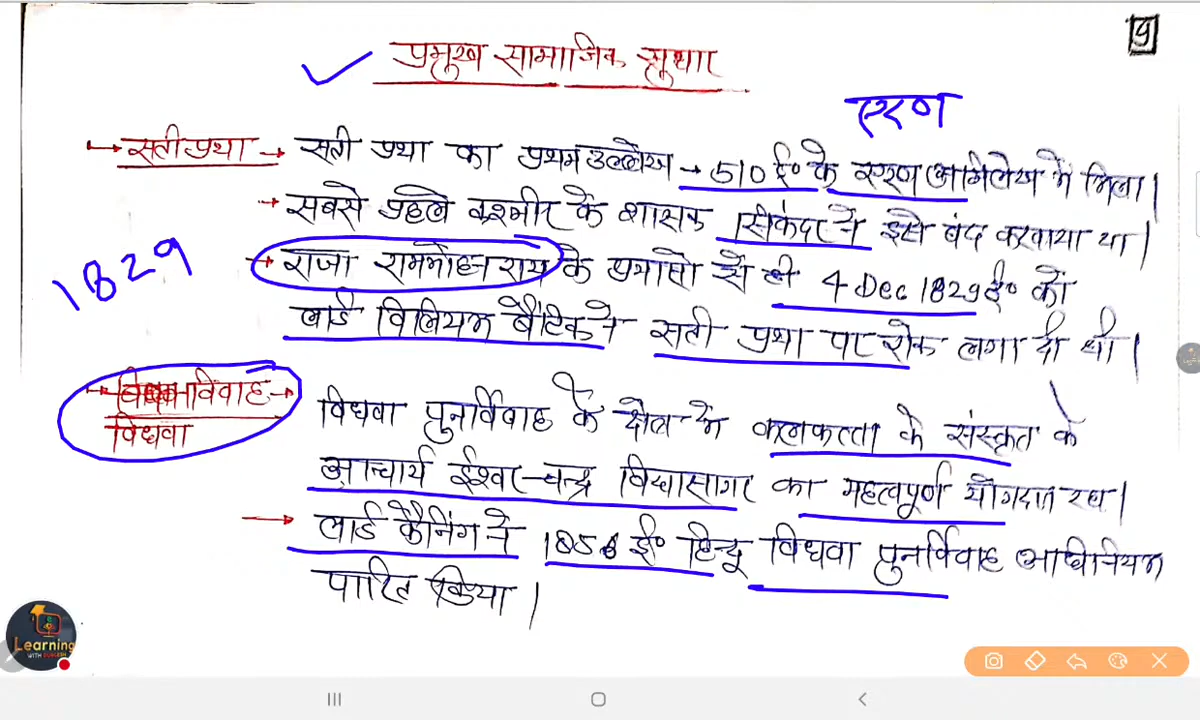 9
प्रमुख सामाजिक सुधार
एरण
→ सती प्रथा → सती प्रथा का प्रथम उल्लेख → 510 ई० के एरण अभिलेख में मिला।
→ सबसे पहले कश्मीर के शासक सिकंदर ने इसे बंद करवाया था।
1829
→ राजा राममोहन राय के प्रयासो से ही 4 Dec 1829 ई० को
लार्ड विलियम बैंटिक ने सती प्रथा पर रोक लगा दी थी।
→ विवाह → विधवा पुनर्विवाह के क्षेत्र में कलकत्ता के संस्कृत के
विधवा
आचार्य ईश्वर-चन्द्र विद्यासागर का महत्वपूर्ण योगदान रहा।
→ लार्ड कैनिंग ने 1856 ई० हिन्दू विधवा पुनर्विवाह अधिनियम
पारित किया।
Learning